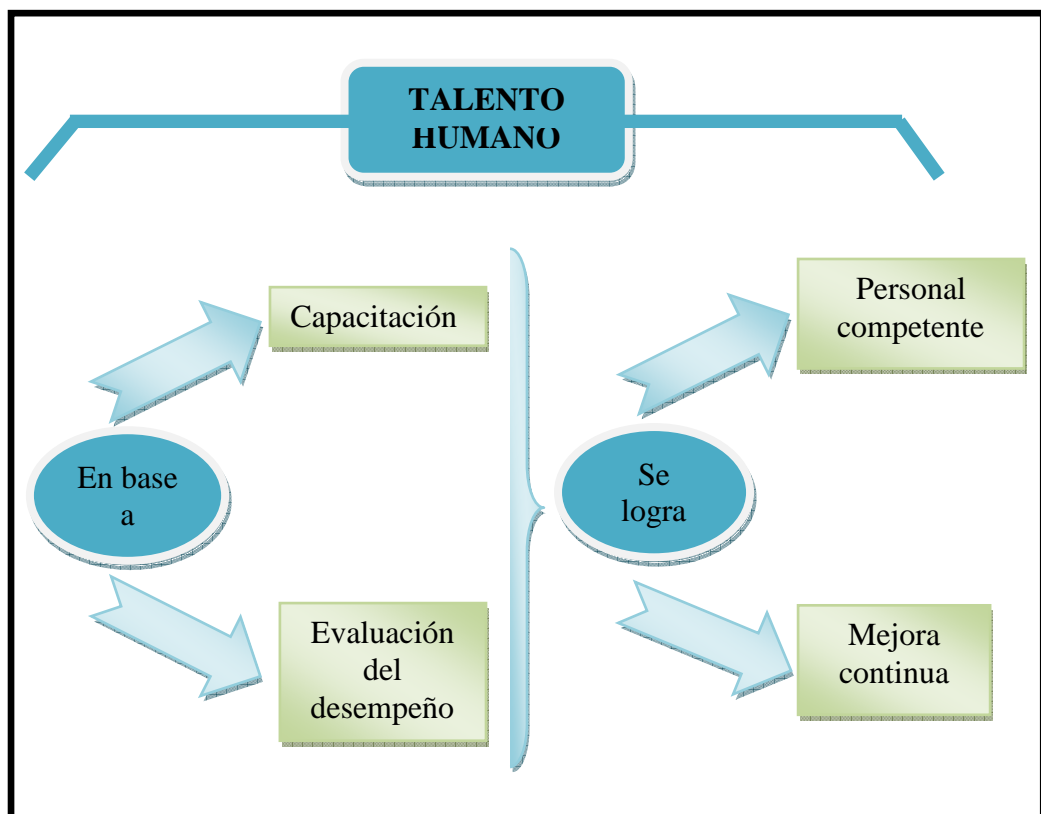 TALENTO
HUMANO
Capacitación
En base
a
Evaluación
del
desempeño
Personal
competente
Se
logra
Mejora
continua